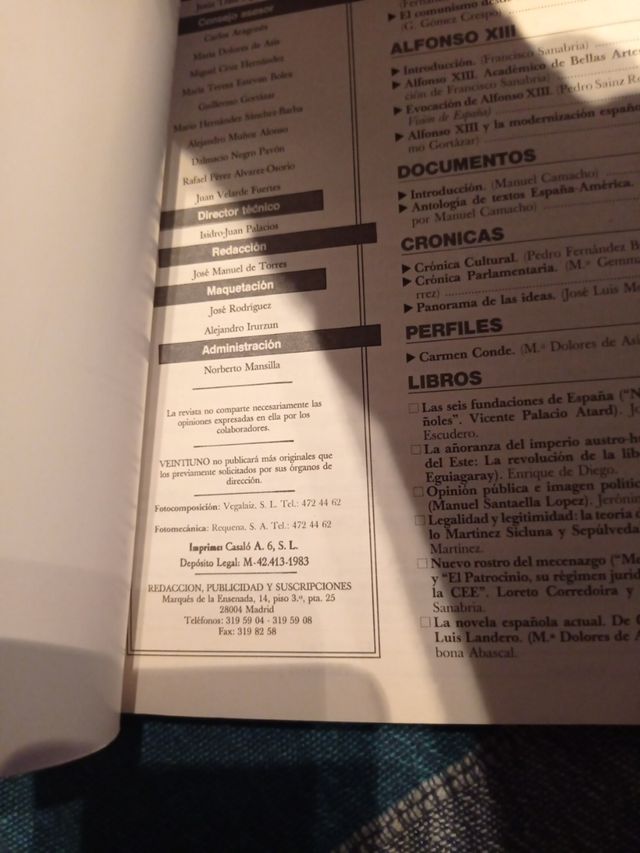 Consejo asesor
Carlos Aragonés
María Dolores de Asís
Miguel Cruz Hernández
María Teresa Estevan Bolea
Guillermo Gortázar
Mario Hernández Sánchez-Barba
Alejandro Muñoz Alonso
Dalmacio Negro Pavón
Rafael Pérez Alvarez-Osorio
Juan Velarde Fuertes
Director técnico
Isidro-Juan Palacios
Redacción
José Manuel de Torres
Maquetación
José Rodríguez
Alejandro Irurzun
Administración
Norberto Mansilla
La revista no comparte necesariamente las
opiniones expresadas en ella por los
colaboradores.
VEINTIUNO no publicará más originales que
los previamente solicitados por sus órganos de
dirección.
Fotocomposición: Vegalaiz, S. L. Tel.: 472 44 62
Fotomecánica: Requena, S. A. Tel.: 472 44 62
Imprime: Casaló A. 6, S. L.
Depósito Legal: M-42.413-1983
REDACCION, PUBLICIDAD Y SUSCRIPCIONES
Marqués de la Ensenada, 14, piso 3.º, pta. 25
28004 Madrid
Teléfonos: 319 59 04 - 319 59 08
Fax: 319 82 58
► El comunismo
(G. Gómez Crespo)
ALFONSO XIII
► Introducción. (Francisco Sanabria)
► Alfonso XIII. Académico de Bellas
ción de Francisco Sanabria)
► Evocación de Alfonso XIII. (Pedro Sainz
Visión de España)
► Alfonso XIII y la modernización
mo Gortázar)
DOCUMENTOS
► Introducción. (Manuel Camacho)
► Antología de textos España-América.
por Manuel Camacho)
CRONICAS
► Crónica Cultural. (Pedro Fernández
► Crónica Parlamentaria. (M.ª
rrez)
► Panorama de las ideas. (José Luis
PERFILES
► Carmen Conde. (M.ª Dolores de
LIBROS
□ Las seis fundaciones de España
ñoles". Vicente Palacio Atard).
Escudero.
□ La añoranza del imperio
del Este: La revolución de la
Eguiagaray). Enrique de Diego.
□ Opinión pública e imagen
(Manuel Santaella Lopez).
□ Legalidad y legitimidad: la teoría
lo Martinez Sicluna y Sepúlveda
Martinez.
□ Nuevo rostro del mecenazgo
y "El Patrocinio, su règimen
la CEE". Loreto Corredoira y
Sanabria.
□ La novela española actual. De
Luis Landero. (M.ª Dolores de
bona Abascal.